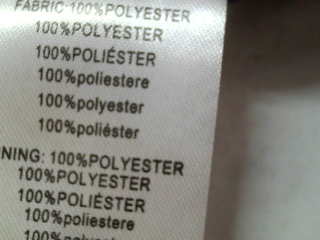 FABRIC:100%POLYESTER
100%POLYESTER
100%POLIÉSTER
100%poliestere
100%polyester
100%poliéster
NING: 100%POLYESTER
100%POLYESTER
100%POLIÉSTER
100%poliestere